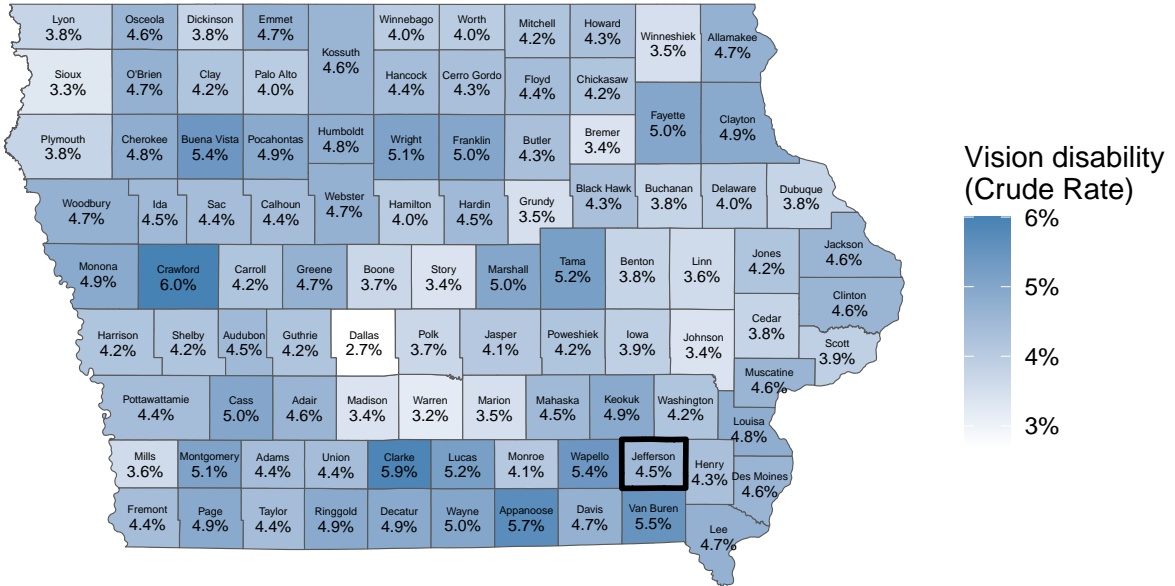 Lyon
3.8%
Osceola
4.6%
Dickinson
3.8%
Emmet
4.7%
Kossuth
4.6%
Winnebago
4.0%
Worth
4.0%
Mitchell
4.2%
Howard
4.3%
Winneshiek
3.5%
Allamakee
4.7%
Sioux
3.3%
O'Brien
4.7%
Clay
4.2%
Palo Alto
4.0%
Hancock
4.4%
Cerro Gordo
4.3%
Floyd
4.4%
Chickasaw
4.2%
Fayette
5.0%
Clayton
4.9%
Plymouth
3.8%
Cherokee
4.8%
Buena Vista
5.4%
Pocahontas
4.9%
Humboldt
4.8%
Wright
5.1%
Franklin
5.0%
Butler
4.3%
Bremer
3.4%
Woodbury
4.7%
Ida
4.5%
Sac
4.4%
Calhoun
4.4%
Webster
4.7%
Hamilton
4.0%
Hardin
4.5%
Grundy
3.5%
Black Hawk
4.3%
Buchanan
3.8%
Delaware
4.0%
Dubuque
3.8%
Monona
4.9%
Crawford
6.0%
Carroll
4.2%
Greene
4.7%
Boone
3.7%
Story
3.4%
Marshall
5.0%
Tama
5.2%
Benton
3.8%
Linn
3.6%
Jones
4.2%
Jackson
4.6%
Clinton
4.6%
Harrison
4.2%
Shelby
4.2%
Audubon
4.5%
Guthrie
4.2%
Dallas
2.7%
Polk
3.7%
Jasper
4.1%
Poweshiek
4.2%
Iowa
3.9%
Johnson
3.4%
Cedar
3.8%
Scott
3.9%
Muscatine
4.6%
Pottawattamie
4.4%
Cass
5.0%
Adair
4.6%
Madison
3.4%
Warren
3.2%
Marion
3.5%
Mahaska
4.5%
Keokuk
4.9%
Washington
4.2%
Louisa
4.8%
Mills
3.6%
Montgomery
5.1%
Adams
4.4%
Union
4.4%
Clarke
5.9%
Lucas
5.2%
Monroe
4.1%
Wapello
5.4%
Jefferson
4.5%
Henry
4.3%
Des Moines
4.6%
Fremont
4.4%
Page
4.9%
Taylor
4.4%
Ringgold
4.9%
Decatur
4.9%
Wayne
5.0%
Appanoose
5.7%
Davis
4.7%
Van Buren
5.5%
Lee
4.7%
Vision disability
(Crude Rate)
6%
5%
4%
3%